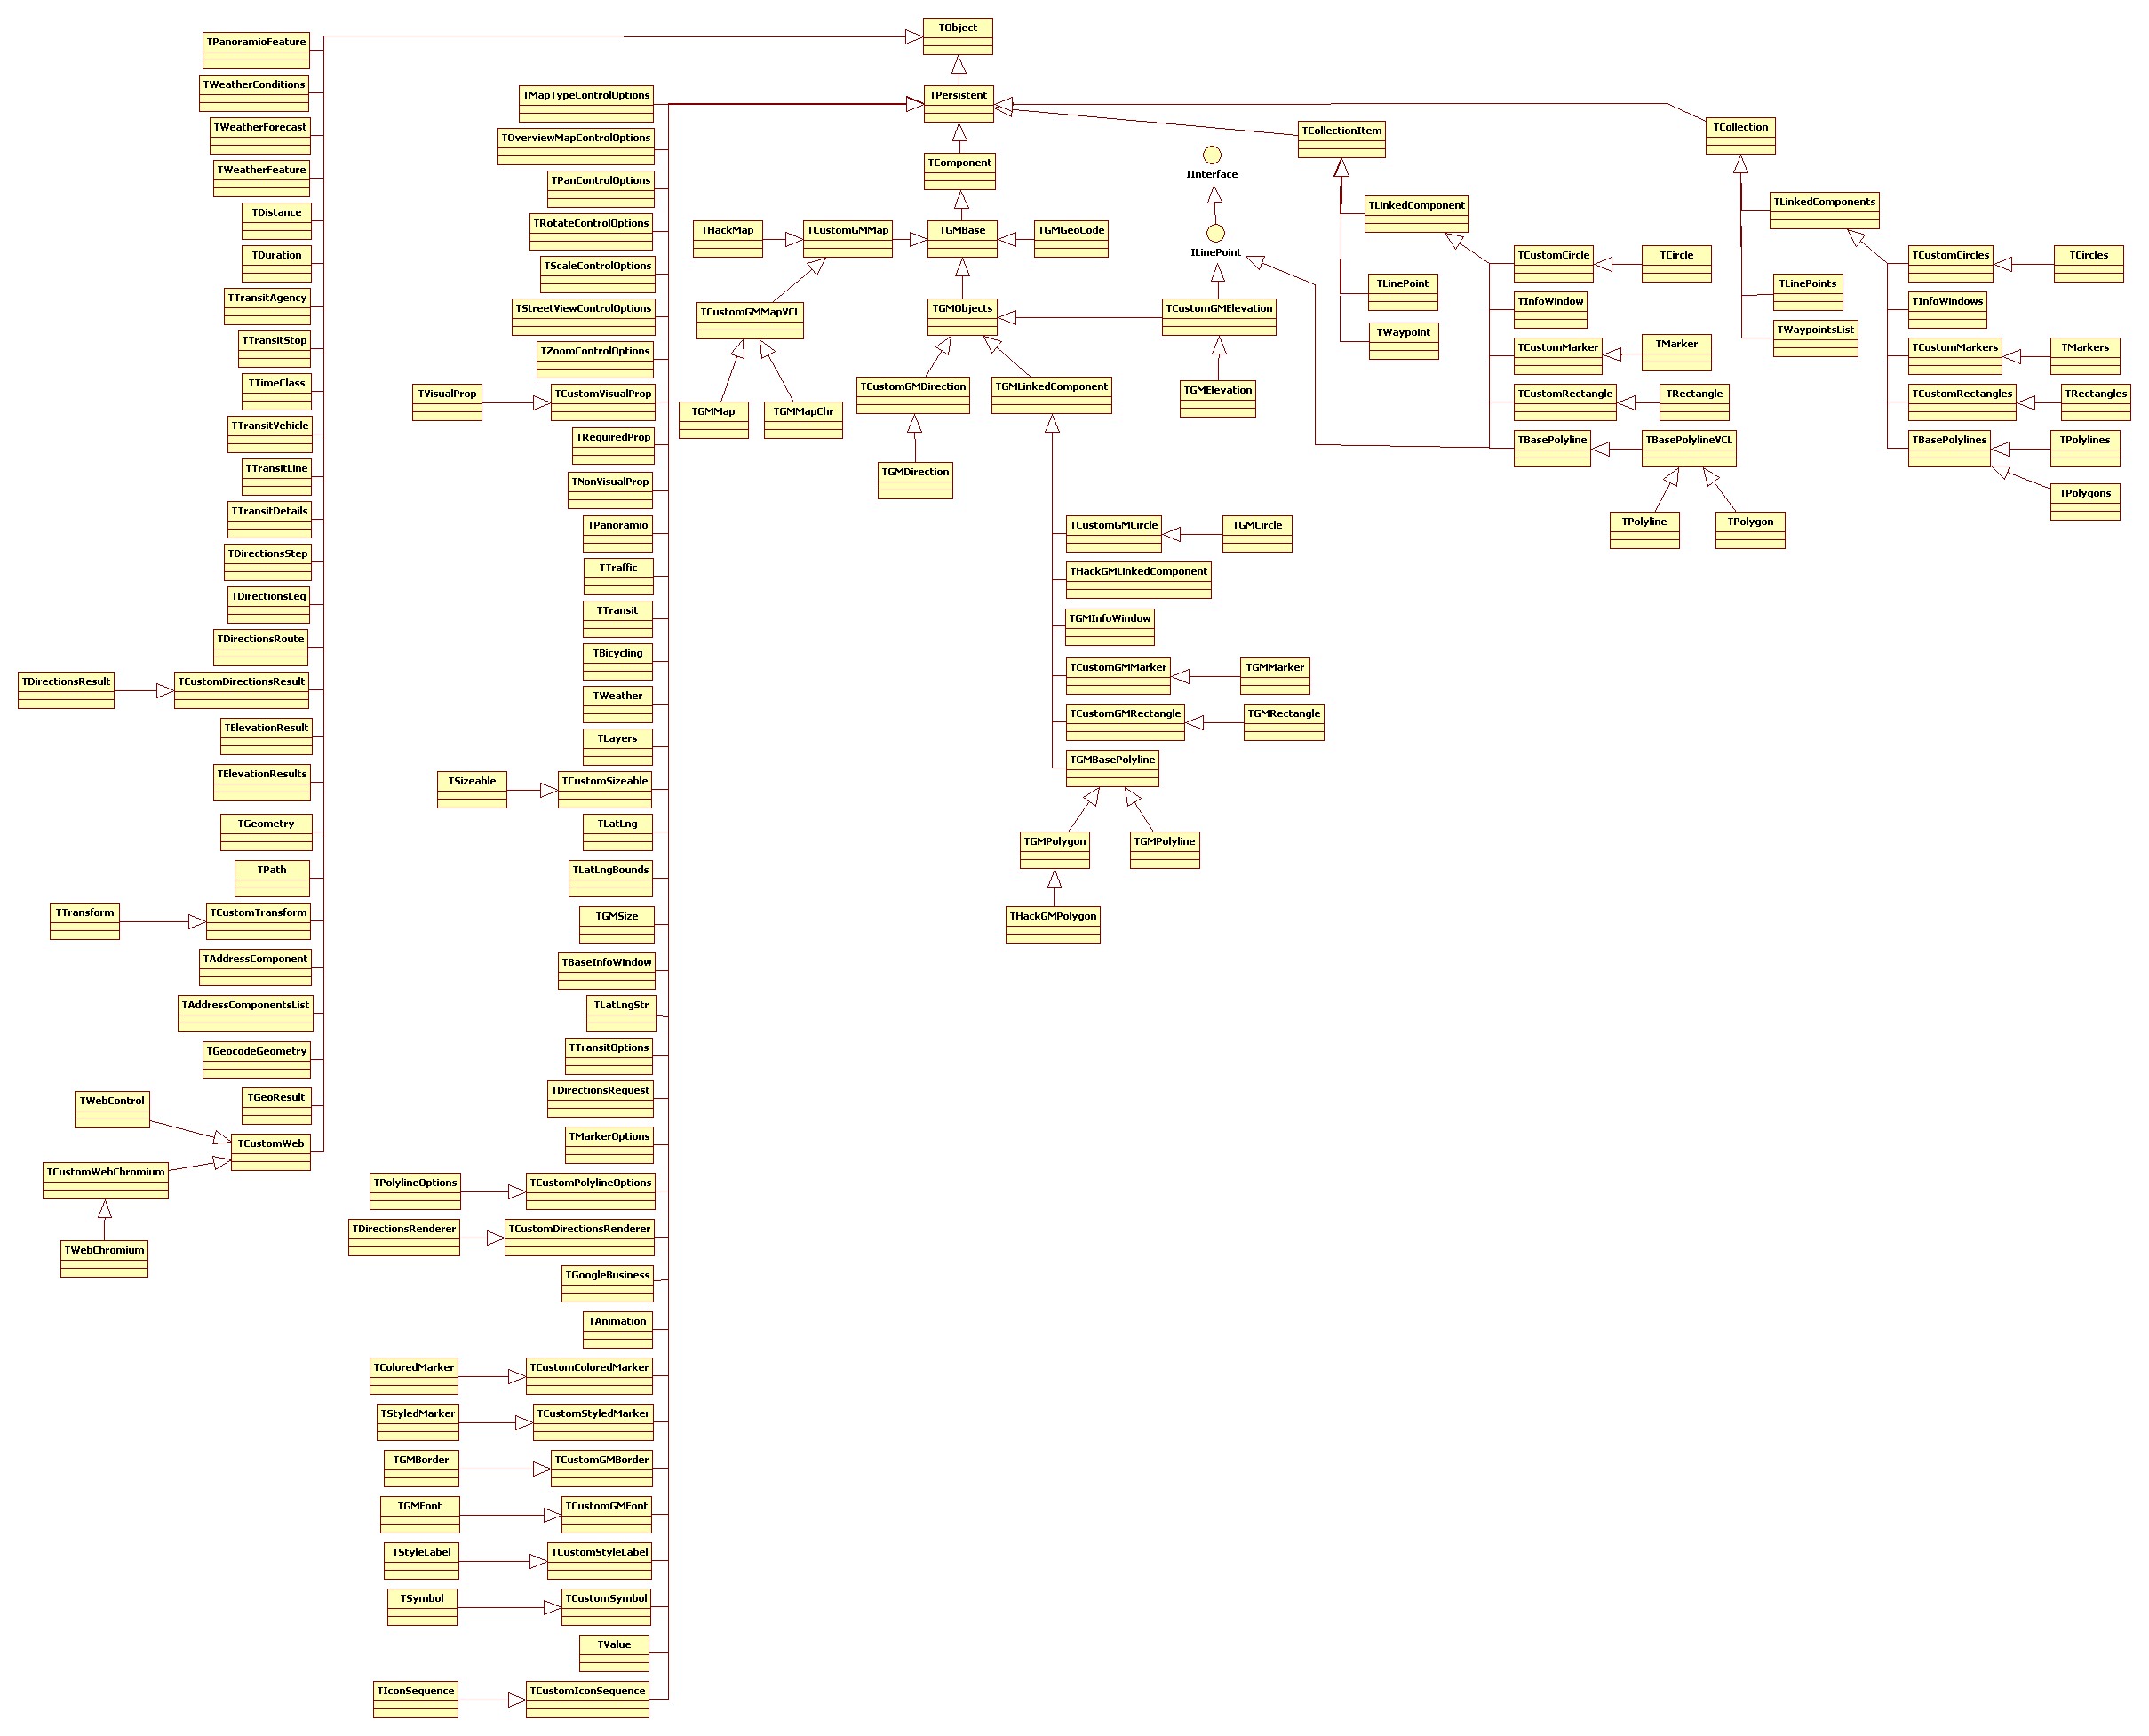 TObject
TPanoramioFeature
TWeatherConditions
TWeatherForecast
TWeatherFeature
TDistance
TDuration
TTransitAgency
TTransitStop
TTimeClass
TTransitVehicle
TTransitLine
TTransitDetails
TDirectionsStep
TDirectionsLeg
TDirectionsRoute
TDirectionsResult
TCustomDirectionsResult
TElevationResult
TElevationResults
TGeometry
TPath
TTransform
TCustomTransform
TAddressComponent
TAddressComponentsList
TGeocodeGeometry
TGeoResult
TWebControl
TCustomWeb
TCustomWebChromium
TWebChromium
TPersistent
TMapTypeControlOptions
TOverviewMapControlOptions
TPanControlOptions
TRotateControlOptions
TScaleControlOptions
TStreetViewControlOptions
TZoomControlOptions
TVisualProp
TCustomVisualProp
TRequiredProp
TNonVisualProp
TPanoramio
TTraffic
TTransit
TBicycling
TWeather
TLayers
TSizeable
TCustomSizeable
TLatLng
TLatLngBounds
TGMSize
TBaseInfoWindow
TLatLngStr
TTransitOptions
TDirectionsRequest
TMarkerOptions
TPolylineOptions
TCustomPolylineOptions
TDirectionsRenderer
TCustomDirectionsRenderer
TGoogleBusiness
TAnimation
TColoredMarker
TCustomColoredMarker
TStyledMarker
TCustomStyledMarker
TGMBorder
TCustomGMBorder
TGMFont
TCustomGMFont
TStyleLabel
TCustomStyleLabel
TSymbol
TCustomSymbol
TValue
TIconSequence
TCustomIconSequence
TComponent
THackMap
TCustomGMMap
TGMBase
TGMGeoCode
TCustomGMMapVCL
TGMMap
TGMMapChr
TGMObjects
TCustomGMDirection
TGMDirection
TGMLinkedComponent
IInterface
ILinePoint
TCustomGMElevation
TGMElevation
TCustomGMCircle
TGMCircle
THackGMLinkedComponent
TGMInfoWindow
TCustomGMMarker
TGMMarker
TCustomGMRectangle
TGMRectangle
TGMBasePolyline
TGMPolygon
TGMPolyline
THackGMPolygon
TCollectionItem
TLinkedComponent
TLinePoint
TWaypoint
TCustomCircle
TCircle
TInfoWindow
TCustomMarker
TMarker
TCustomRectangle
TRectangle
TBasePolyline
TBasePolylineVCL
TPolyline
TPolygon
TCollection
TLinkedComponents
TLinePoints
TWaypointsList
TCustomCircles
TCircles
TInfoWindows
TCustomMarkers
TMarkers
TCustomRectangles
TRectangles
TBasePolylines
TPolylines
TPolygons